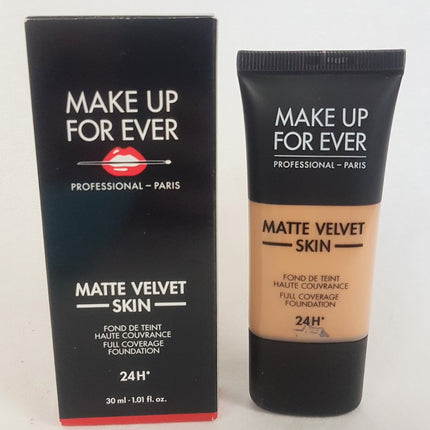 MAKE UP
FOR EVER
PROFESSIONAL – PARIS
MATTE VELVET
SKIN
FOND DE TEINT
HAUTE COUVRANCE
FULL COVERAGE
FOUNDATION
24H*
30 ml - 1.01 fl. oz.
MAKE UP
FOR EVER
PROFESSIONAL – PARIS
MATTE VELVET
SKIN
FOND DE TEINT
HAUTE COUVRANCE
FULL COVERAGE
FOUNDATION
24H*